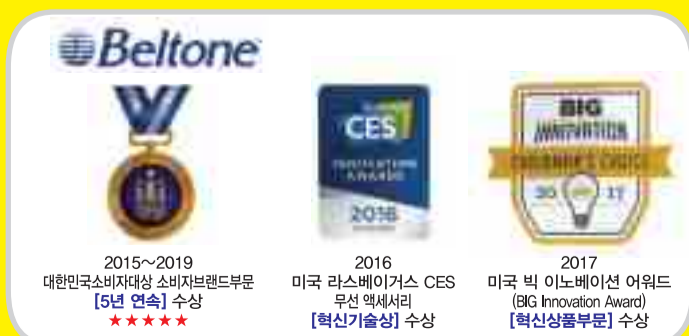 Beltone
CES
INNOVATION
AWARDS
2016
BIG
INNOVATION
20 17
2015~2019
대한민국소비자대상 소비자브랜드부문
[5년 연속] 수상
★★★★★
2016
미국 라스베이거스 CES
무선 액세서리
[혁신기술상] 수상
2017
미국 빅 이노베이션 어워드
(BIG Innovation Award)
[혁신상품부문] 수상